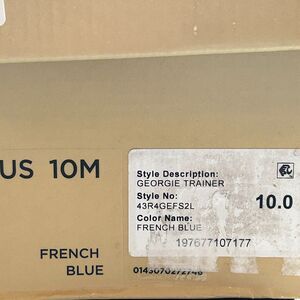 US 10M
FRENCH
BLUE
Style Description:
GEORGIE TRAINER
Style No:
43R4GEFS2L
10.0
Color Name:
FRENCH BLUE
197677107177